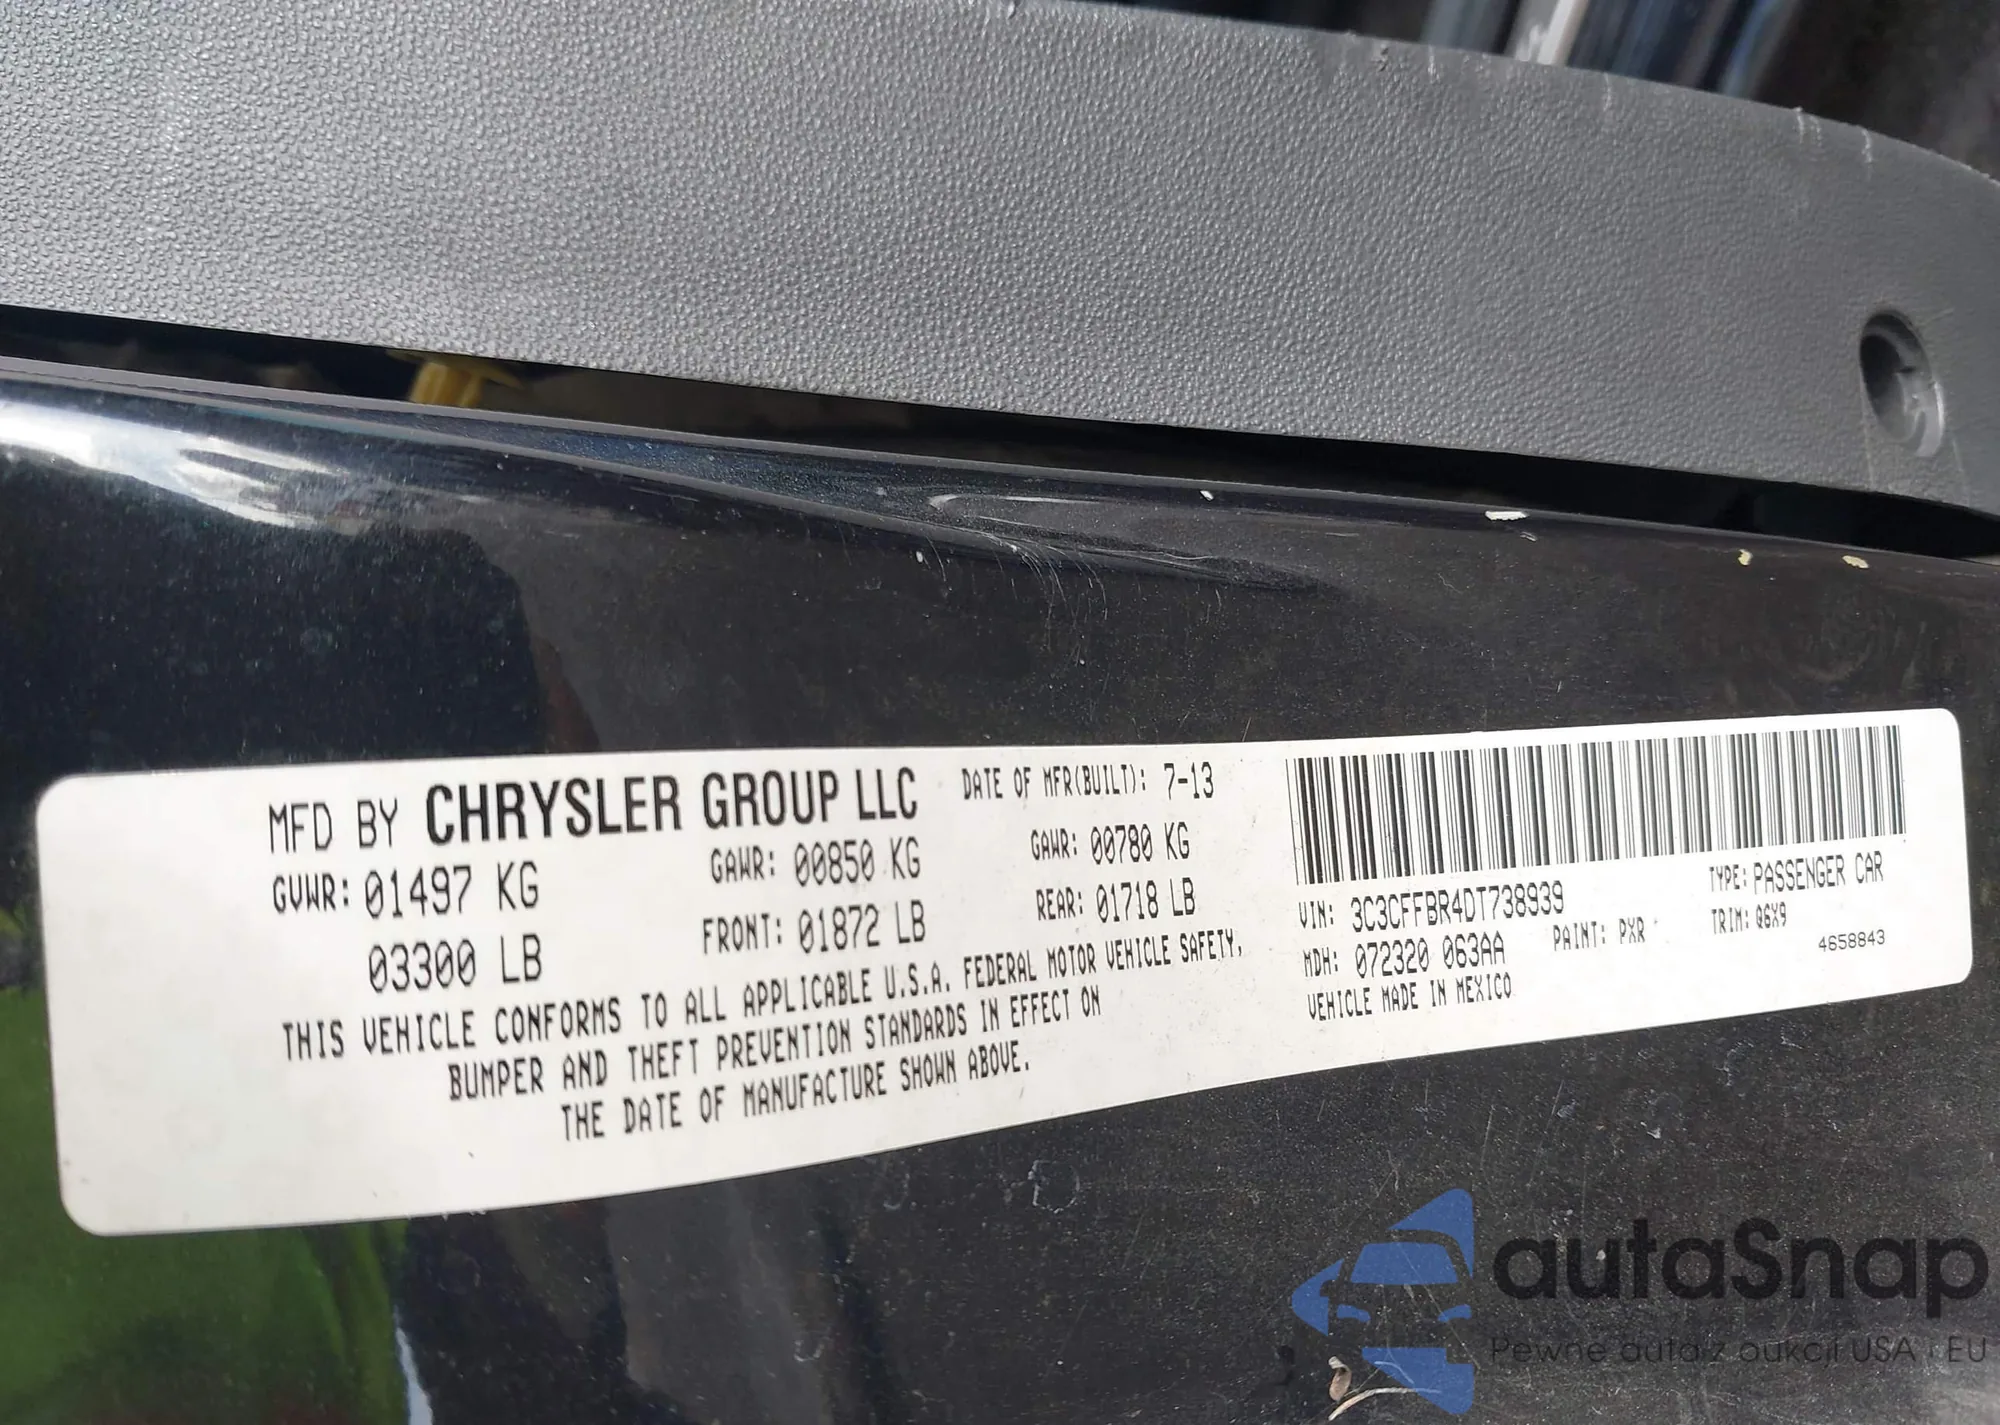 MFD BY CHRYSLER GROUP LLC DATE OF MFR(BUILT): 7-13
GVWR: 01497 KG GAWR: 00850 KG GAWR: 00780 KG
03300 LB FRONT: 01872 LB REAR: 01718 LB
THIS VEHICLE CONFORMS TO ALL APPLICABLE U.S.A. FEDERAL MOTOR VEHICLE SAFETY,
BUMPER AND THEFT PREVENTION STANDARDS IN EFFECT ON
THE DATE OF MANUFACTURE SHOWN ABOVE.
VIN: 3C3CFFBR4DT738939 TYPE: PASSENGER CAR
MDH: 072320 063AA PAINT: PXR TRIM: Q6X9
VEHICLE MADE IN MEXICO 4658843
autaSnap
Pewne auta z aukcji USA i EU